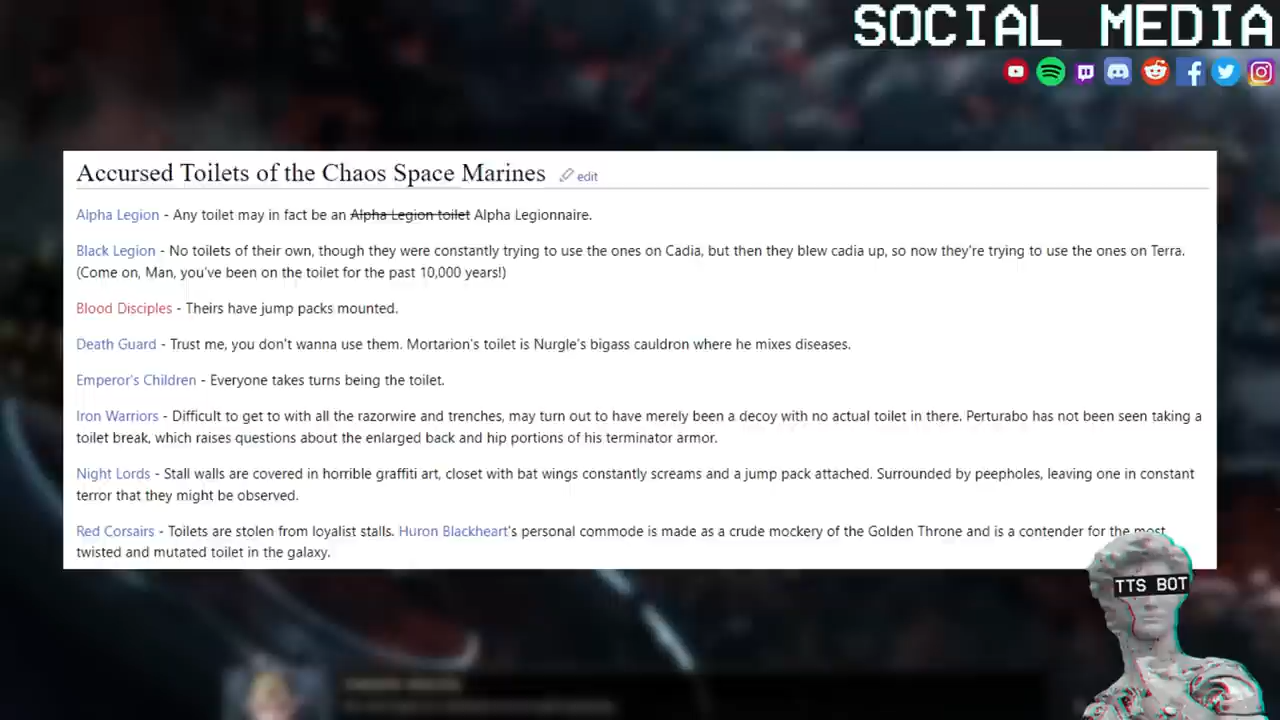 SOCIAL MEDIA
Accursed Toilets of the Chaos Space Marines edit
Alpha Legion - Any toilet may in fact be an Alpha Legion toilet Alpha Legionnaire.
Black Legion - No toilets of their own, though they were constantly trying to use the ones on Cadia, but then they blew cadia up, so now they're trying to use the ones on Terra.
(Come on, Man, you've been on the toilet for the past 10,000 years!)
Blood Disciples - Theirs have jump packs mounted.
Death Guard - Trust me, you don't wanna use them. Mortarion's toilet is Nurgle's bigass cauldron where he mixes diseases.
Emperor's Children - Everyone takes turns being the toilet.
Iron Warriors - Difficult to get to with all the razorwire and trenches, may turn out to have merely been a decoy with no actual toilet in there. Perturabo has not been seen taking a
toilet break, which raises questions about the enlarged back and hip portions of his terminator armor.
Night Lords - Stall walls are covered in horrible graffiti art, closet with bat wings constantly screams and a jump pack attached. Surrounded by peepholes, leaving one in constant
terror that they might be observed.
Red Corsairs - Toilets are stolen from loyalist stalls. Huron Blackheart's personal commode is made as a crude mockery of the Golden Throne and is a contender for the most
twisted and mutated toilet in the galaxy.
TTS BOT